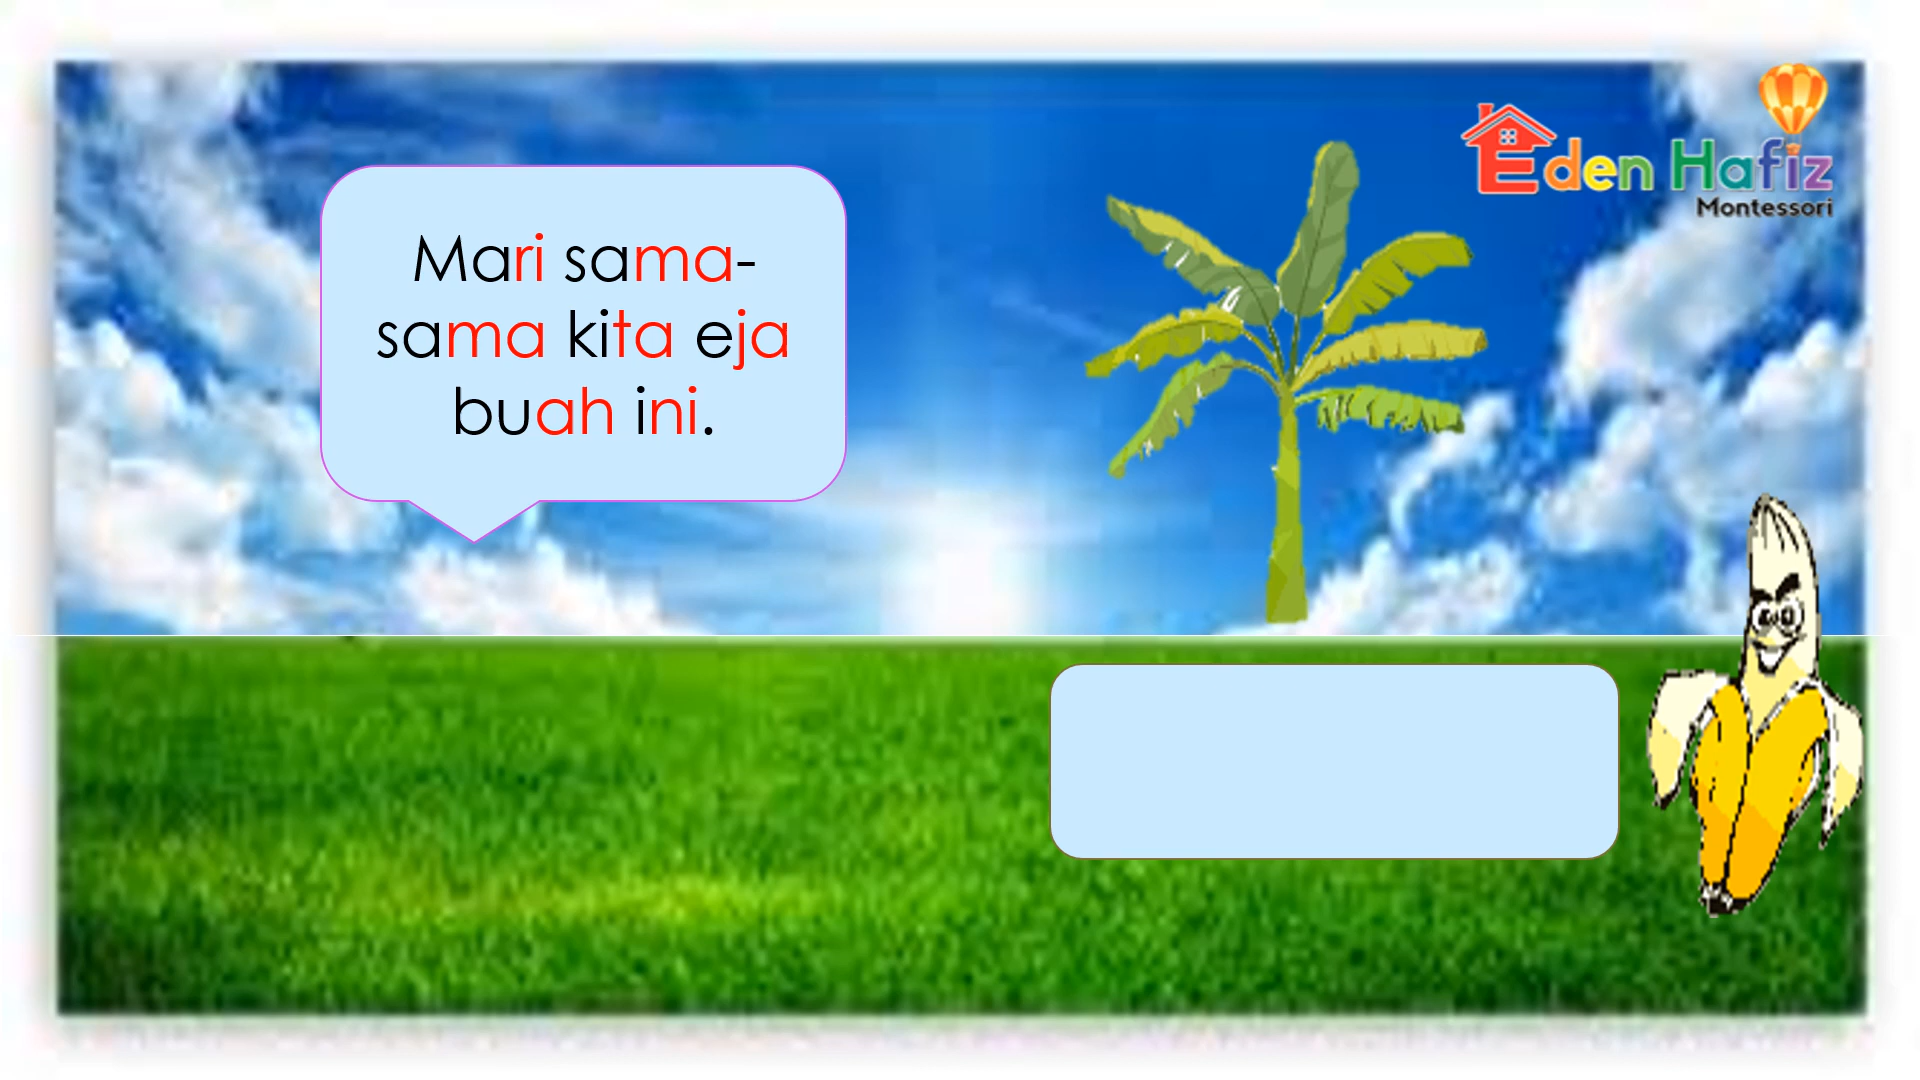 Mari sama-
sama kita eja
buah ini.
Eden Hafiz
Montessori